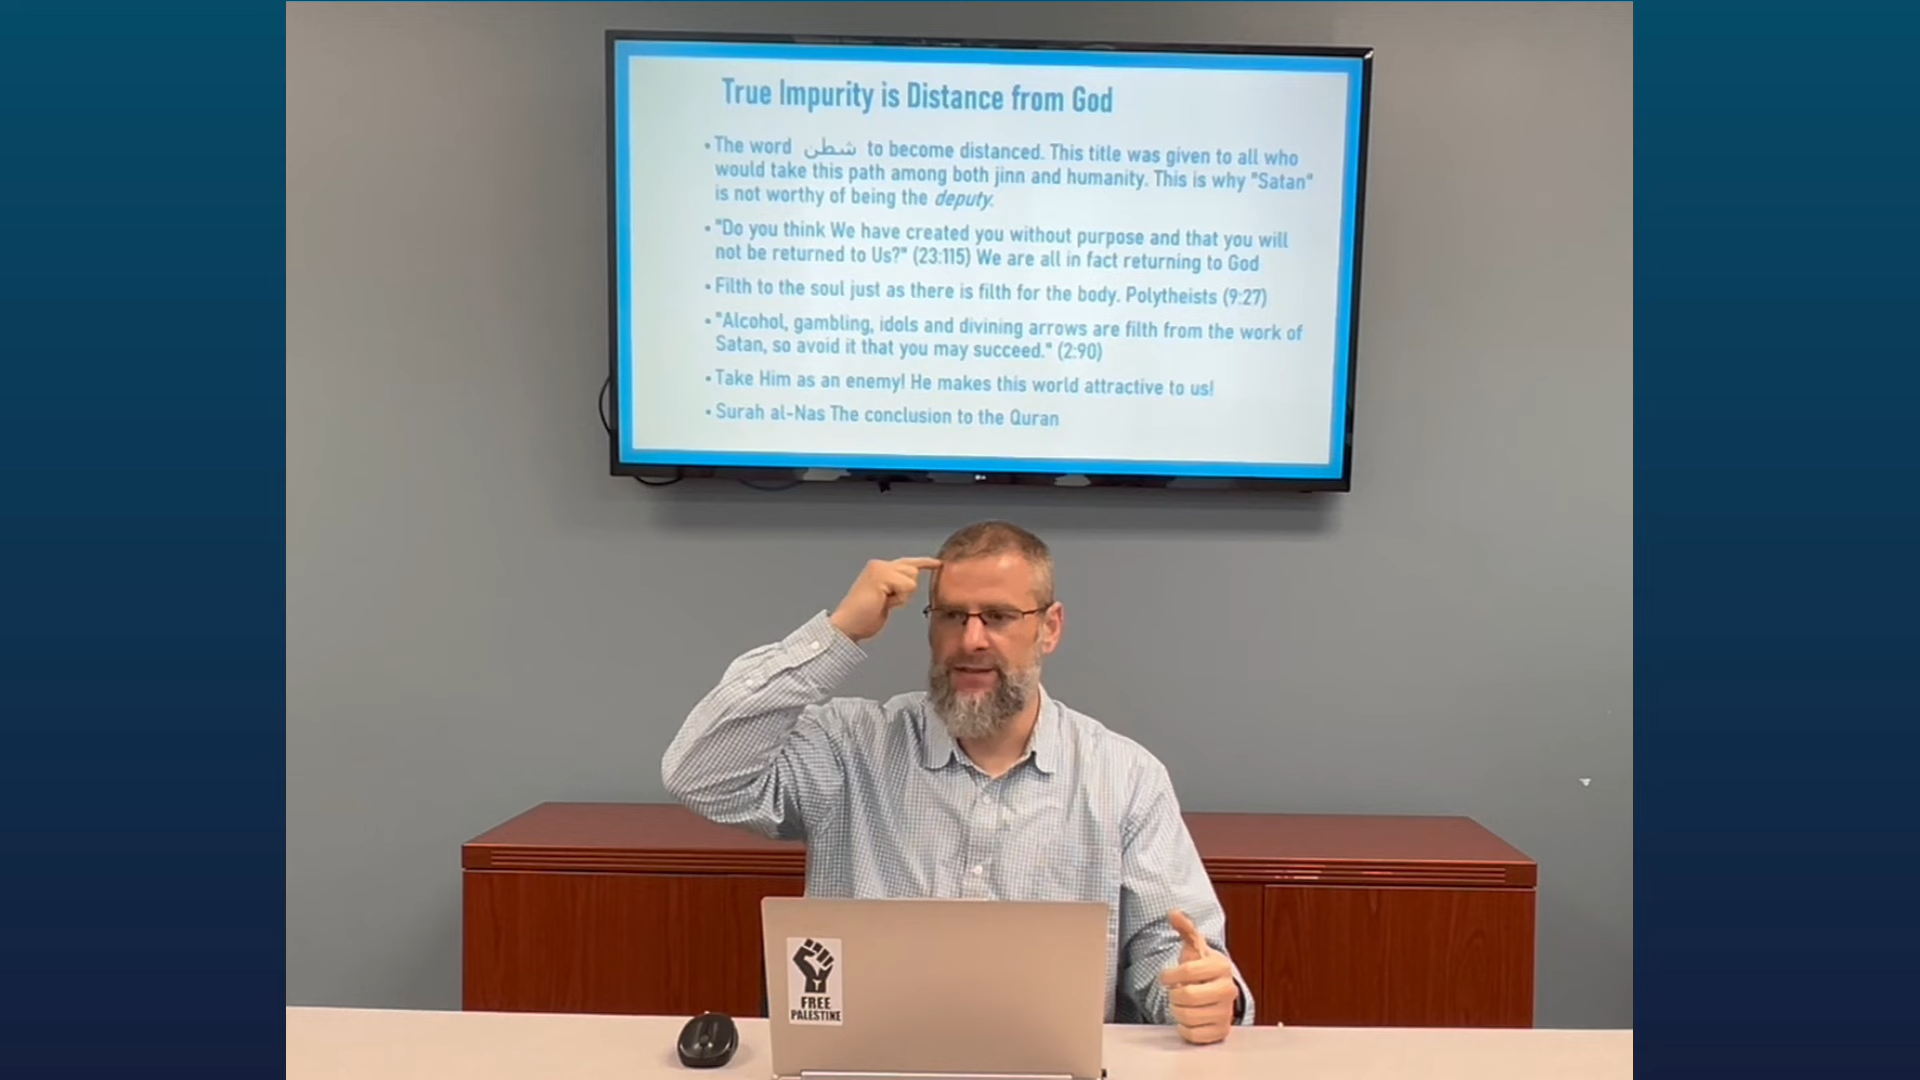 True Impurity is Distance from God
• The word شطن to become distanced. This title was given to all who
would take this path among both jinn and humanity. This is why "Satan"
is not worthy of being the deputy.
• "Do you think We have created you without purpose and that you will
not be returned to Us?" (23:115) We are all in fact returning to God
• Filth to the soul just as there is filth for the body. Polytheists (9:27)
• "Alcohol, gambling, idols and divining arrows are filth from the work of
Satan, so avoid it that you may succeed." (2:90)
• Take Him as an enemy! He makes this world attractive to us!
• Surah al-Nas The conclusion to the Quran
LG
FREE
PALESTINE